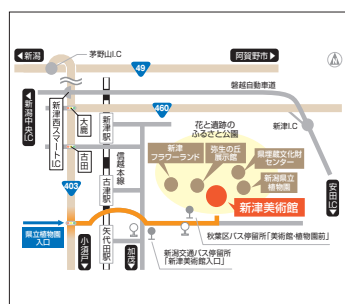 ◀新潟
茅野山I.C
49
阿賀野市▶
磐越自動車道
◀新潟中央I.C
新津西スマートI.C
大鹿
新津駅
460
花と遺跡の
ふるさと公園
新津I.C
古田
信越本線
新津
フラワーランド
弥生の丘
展示館
県埋蔵文化財
センター
新潟県立
植物園
403
古津駅
新津美術館
安田I.C▶
県立植物園
入口
矢代田駅
秋葉区バス停留所「美術館・植物園前」
小須戸▶
加茂▶
新潟交通バス停留所
「新津美術館入口」